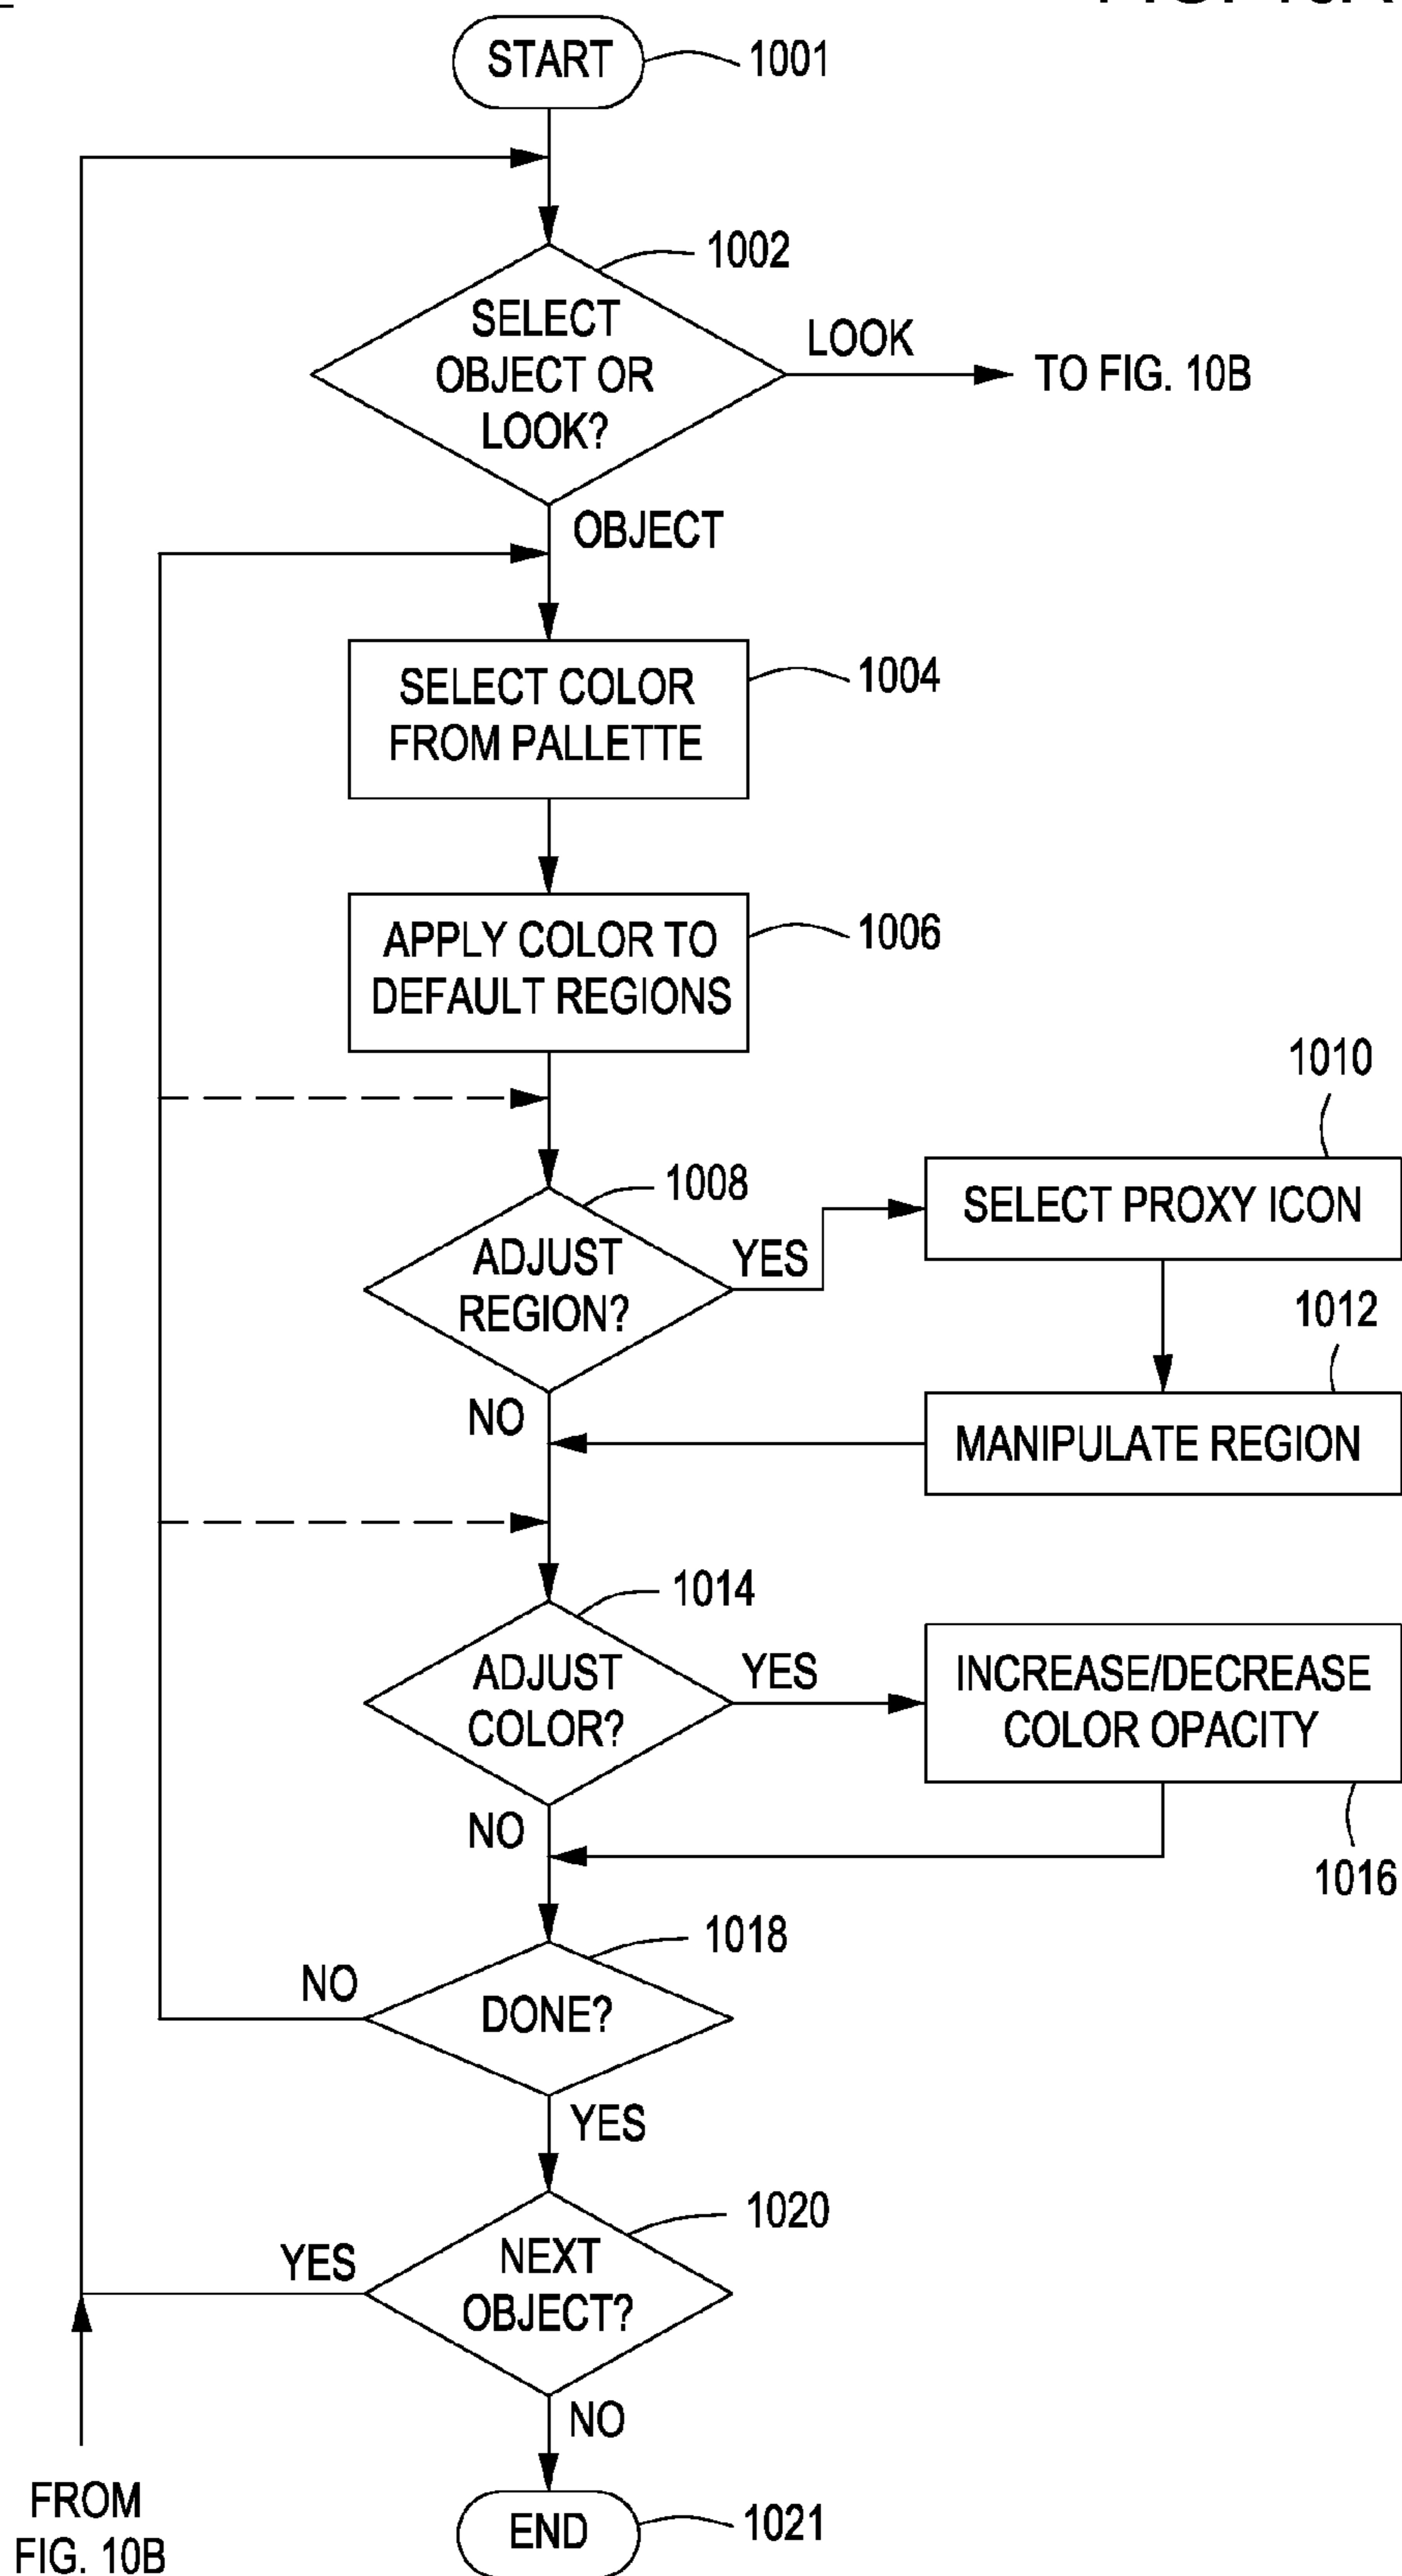 START
1001
1002
SELECT
OBJECT OR
LOOK?
LOOK
TO FIG. 10B
OBJECT
SELECT COLOR
FROM PALLETTE
1004
APPLY COLOR TO
DEFAULT REGIONS
1006
1010
SELECT PROXY ICON
1008
ADJUST
REGION?
YES
NO
1012
MANIPULATE REGION
1014
ADJUST
COLOR?
YES
NO
INCREASE/DECREASE
COLOR OPACITY
1016
1018
DONE?
NO
YES
1020
NEXT
OBJECT?
YES
NO
END
1021
FROM
FIG. 10B